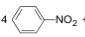 4 NO₂ +